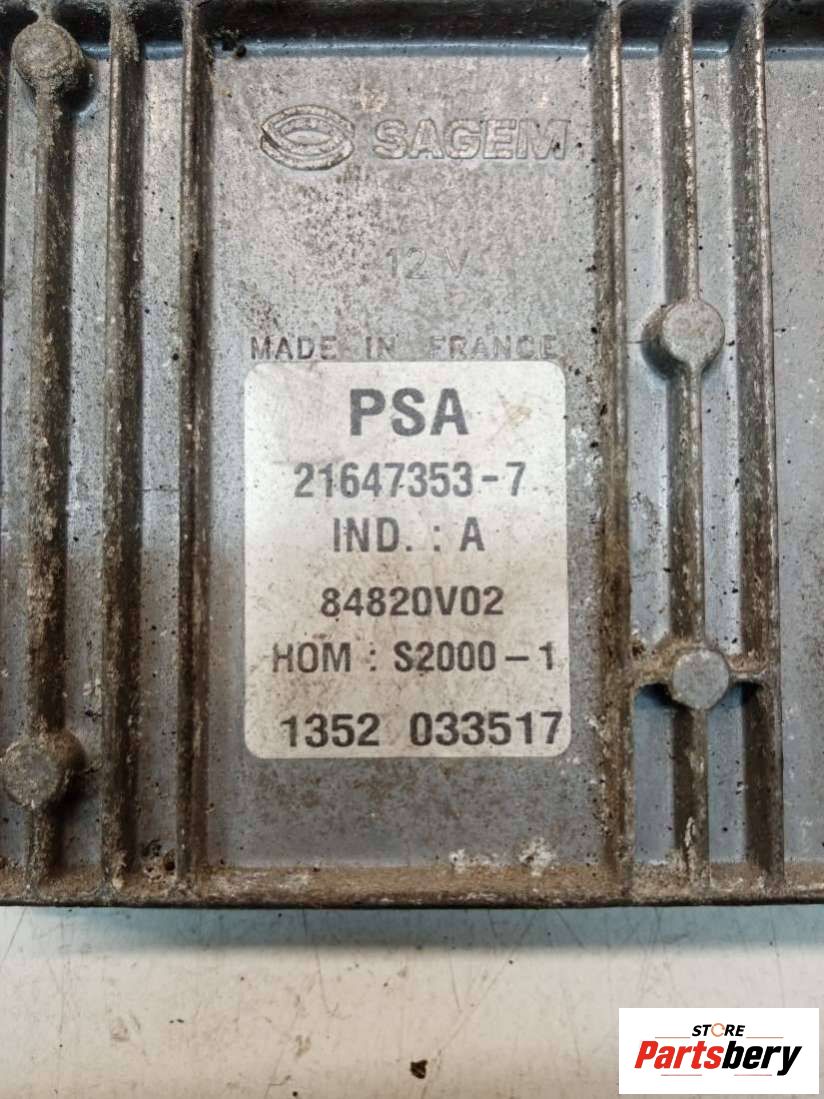 SAGEM
12 V
MADE IN FRANCE
PSA
21647353-7
IND. : A
84820V02
HOM : S2000-1
1352 033517
STORE
Partsbery